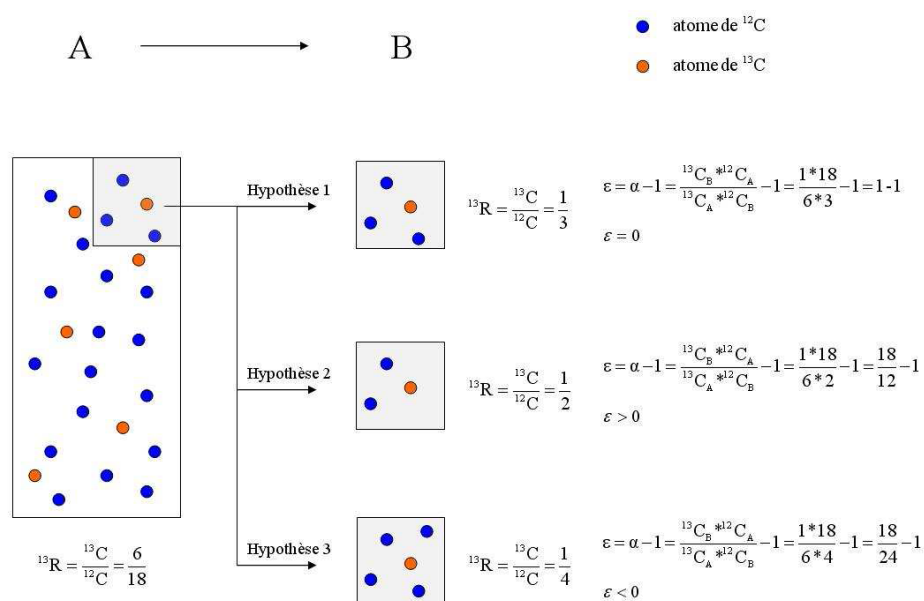 A B
atome de ¹²C
atome de ¹³C
Hypothèse 1
¹³R = ¹³C/¹²C = 1/3
ε = α − 1 = (¹³C_B * ¹²C_A)/(¹³C_A * ¹²C_B) − 1 = (1*18)/(6*3) − 1 = 1 - 1
ε = 0
Hypothèse 2
¹³R = ¹³C/¹²C = 1/2
ε = α − 1 = (¹³C_B * ¹²C_A)/(¹³C_A * ¹²C_B) − 1 = (1*18)/(6*2) − 1 = 18/12 − 1
ε > 0
Hypothèse 3
¹³R = ¹³C/¹²C = 6/18
¹³R = ¹³C/¹²C = 1/4
ε = α − 1 = (¹³C_B * ¹²C_A)/(¹³C_A * ¹²C_B) − 1 = (1*18)/(6*4) − 1 = 18/24 − 1
ε < 0